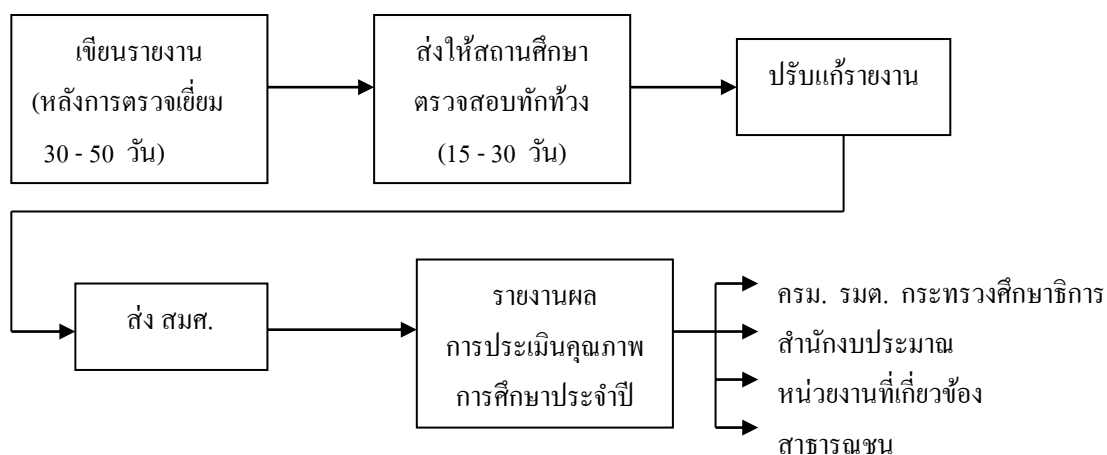 เขียนรายงาน
(หลังการตรวจเยี่ยม
30 - 50 วัน)
ส่งให้สถานศึกษา
ตรวจสอบทักท้วง
(15 - 30 วัน)
ปรับแก้รายงาน
ส่ง สมศ.
รายงานผล
การประเมินคุณภาพ
การศึกษาประจำปี
ครม. รมต. กระทรวงศึกษาธิการ
สำนักงบประมาณ
หน่วยงานที่เกี่ยวข้อง
สาธารณชน